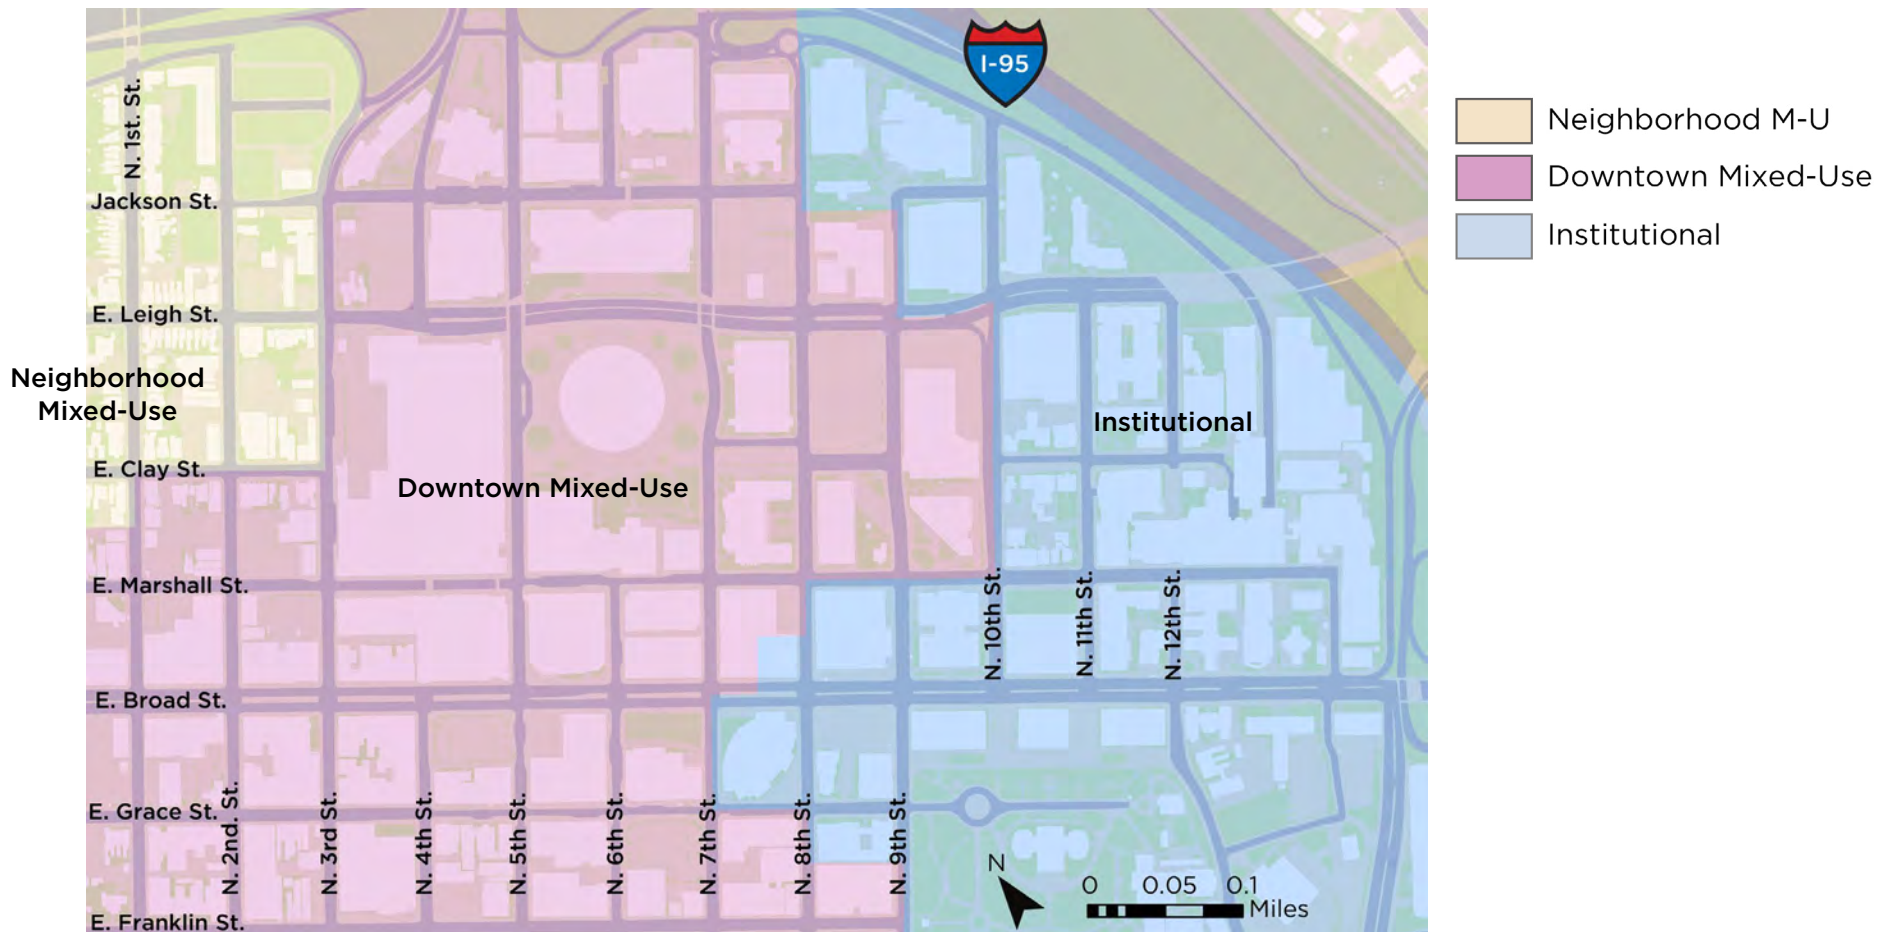 I-95
N. 1st. St.
Jackson St.
E. Leigh St.
Neighborhood
Mixed-Use
E. Clay St.
Downtown Mixed-Use
Institutional
E. Marshall St.
N. 10th St.
N. 11th St.
N. 12th St.
E. Broad St.
E. Grace St.
N. 2nd. St.
N. 3rd St.
N. 4th St.
N. 5th St.
N. 6th St.
N. 7th St.
N. 8th St.
N. 9th St.
E. Franklin St.
N
0 0.05 0.1
Miles
Neighborhood M-U
Downtown Mixed-Use
Institutional